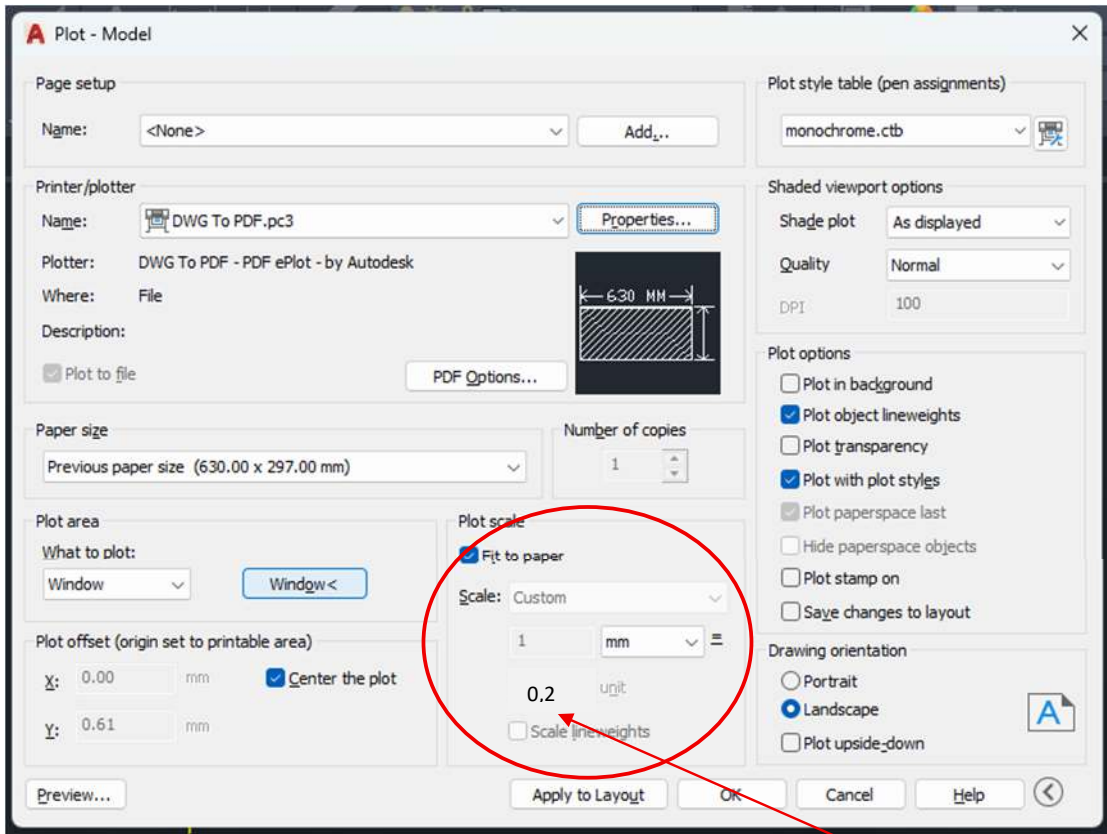 Plot - Model
Page setup
Name: <None> Add...
Plot style table (pen assignments)
monochrome.ctb
Printer/plotter
Name: DWG To PDF.pc3 Properties...
Plotter: DWG To PDF - PDF ePlot - by Autodesk
Where: File
Description:
Plot to file
PDF Options...
630 MM
Shaded viewport options
Shade plot As displayed
Quality Normal
DPI 100
Paper size
Previous paper size (630.00 x 297.00 mm)
Number of copies
1
Plot options
Plot in background
Plot object lineweights
Plot transparency
Plot with plot styles
Plot paperspace last
Hide paperspace objects
Plot stamp on
Save changes to layout
Plot area
What to plot:
Window Window<
Plot scale
Fit to paper
Scale: Custom
1 mm =
0,2 unit
Scale lineweights
Plot offset (origin set to printable area)
X: 0.00 mm Center the plot
Y: 0.61 mm
Drawing orientation
Portrait
Landscape
Plot upside-down
A
Preview... Apply to Layout OK Cancel Help